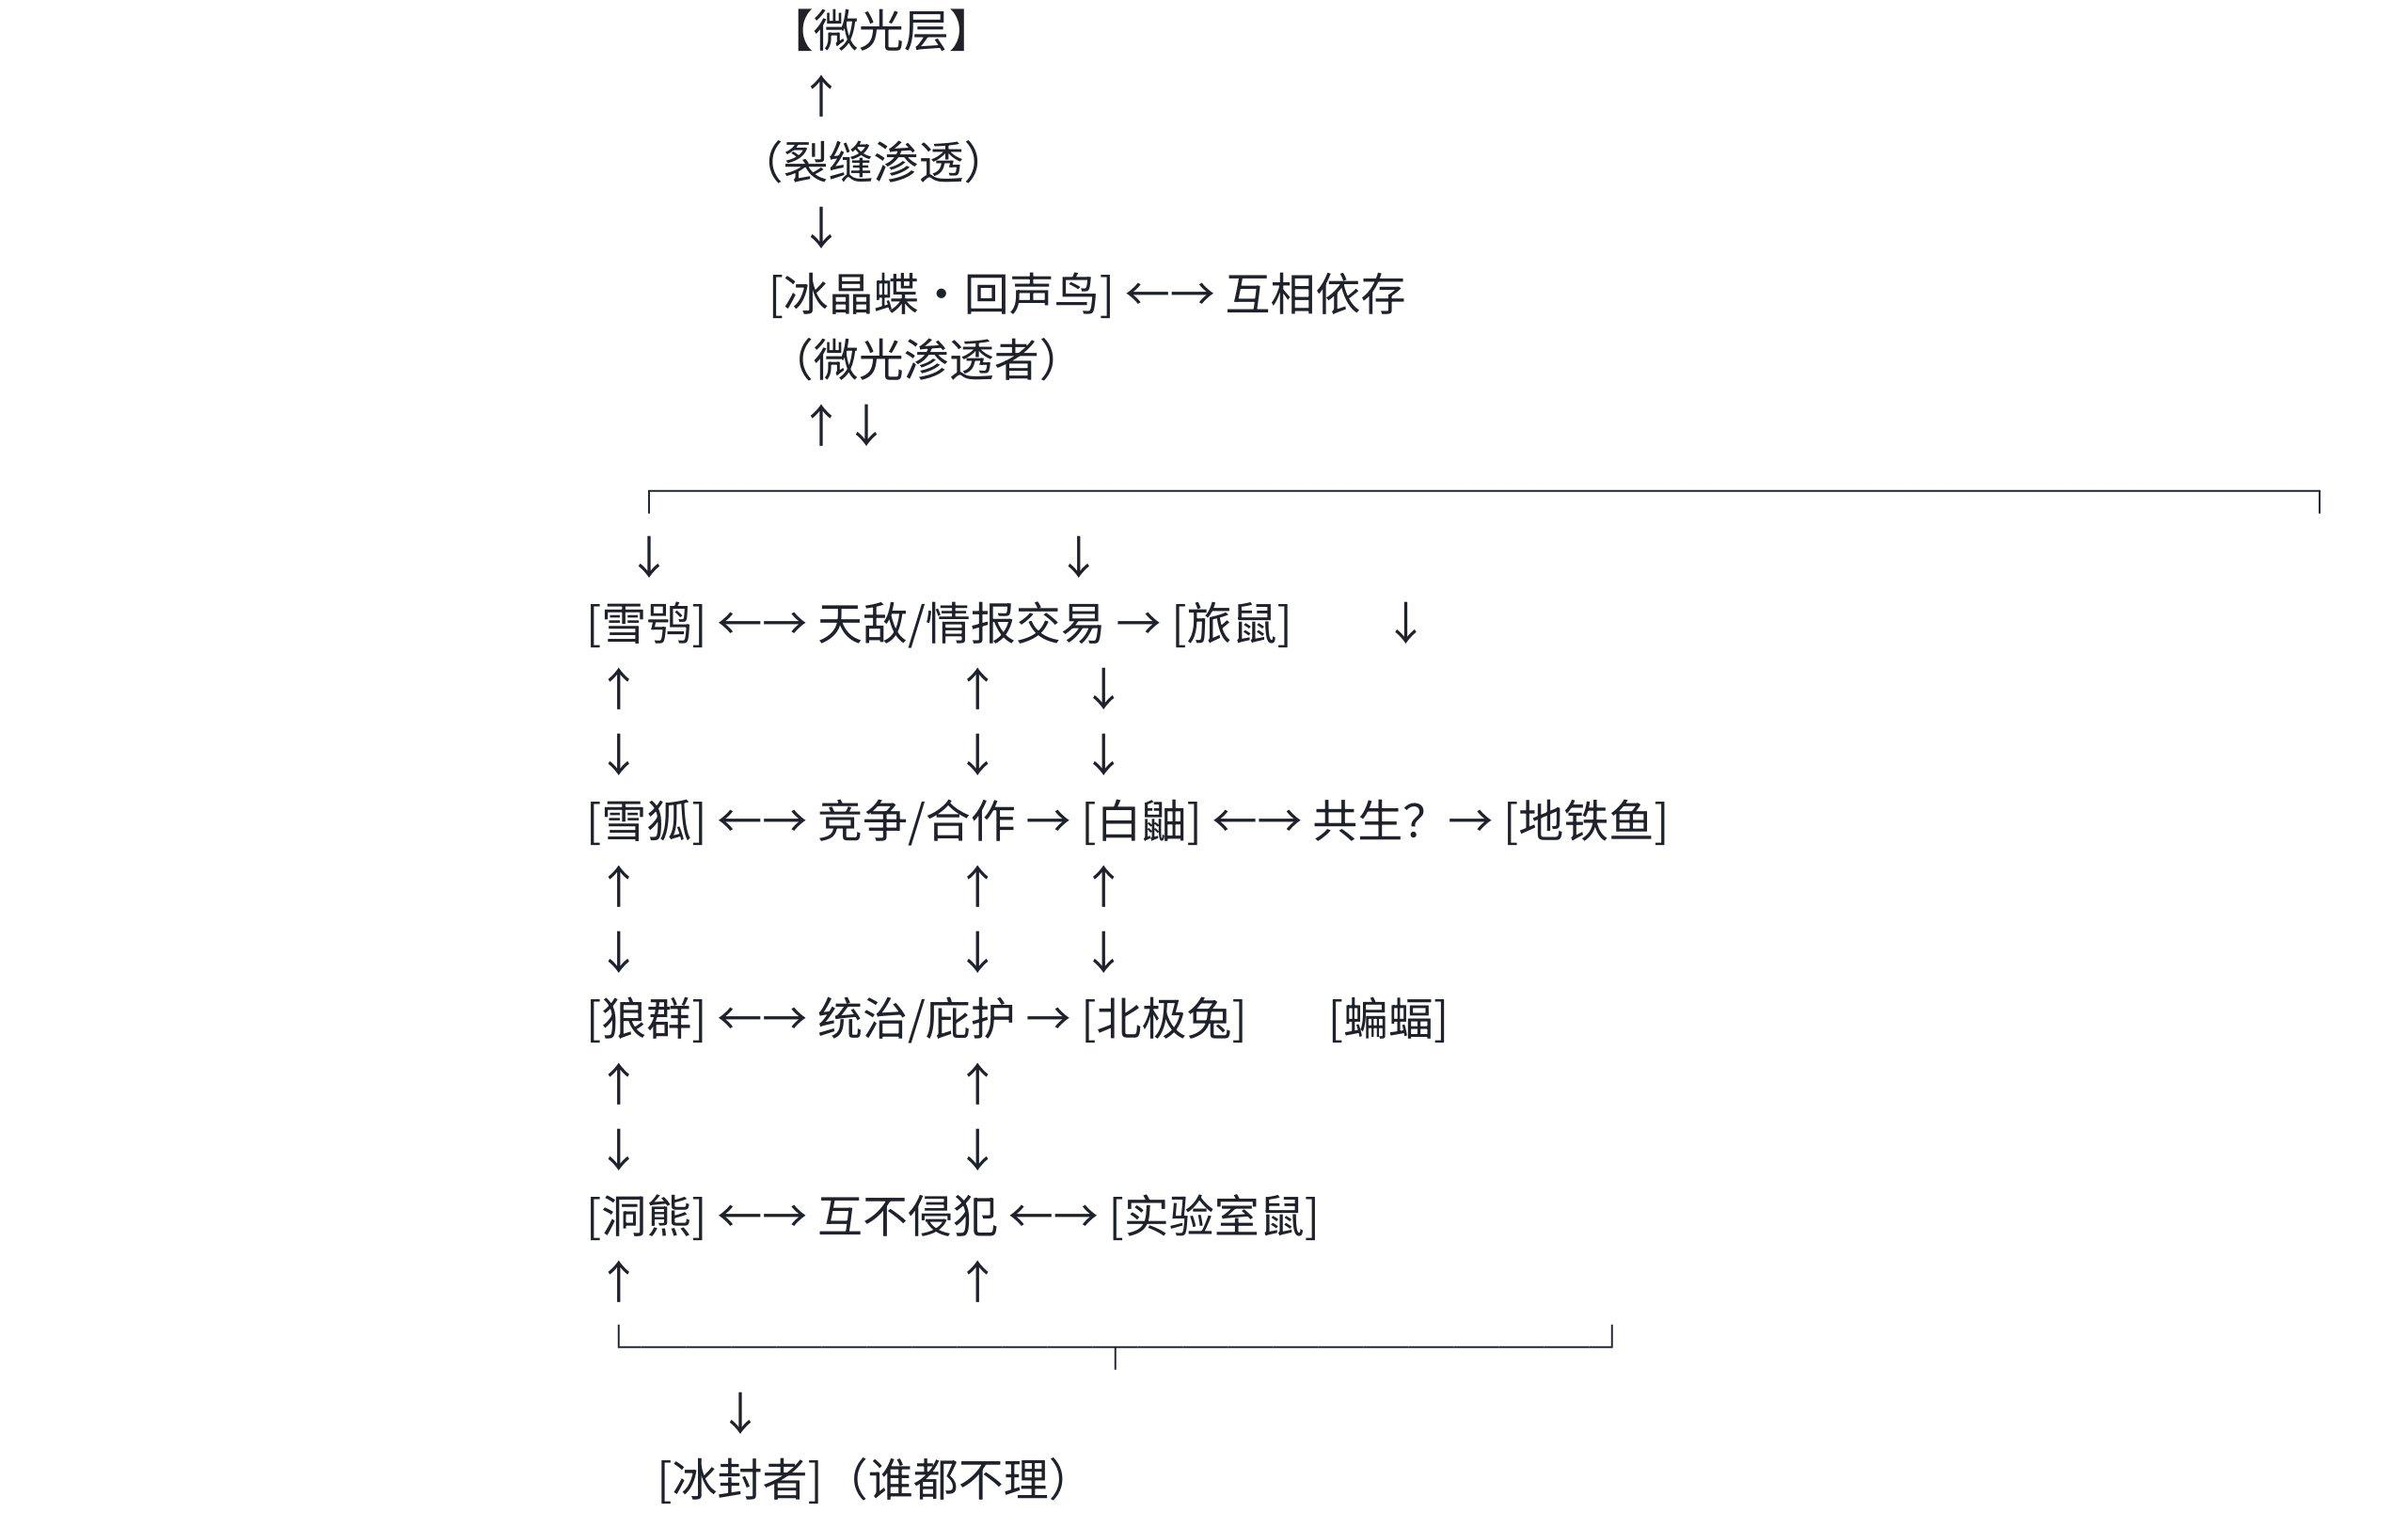 【微光层】
↑
（裂缝渗透）
↓
[冰晶蝶・回声鸟] ←→ 互相依存
（微光渗透者）
↑ ↓
┌─────────────────────────────────────┐
↓ ↓
[雪鸮] ←→ 天敌/情报交易 → [旅鼠] ↓
↑ ↑ ↓
↓ ↓ ↓
[雪狐] ←→ 竞争/合作 → [白鼬] ←→ 共生？ → [地铁鱼]
↑ ↑ ↑
↓ ↓ ↓
[狼群] ←→ 统治/庇护 → [北极兔] [蝙蝠]
↑ ↑
↓ ↓
[洞熊] ←→ 互不侵犯 ←→ [实验室鼠]
↑ ↑
└──────────┬──────────┘
↓
[冰封者]（谁都不理）